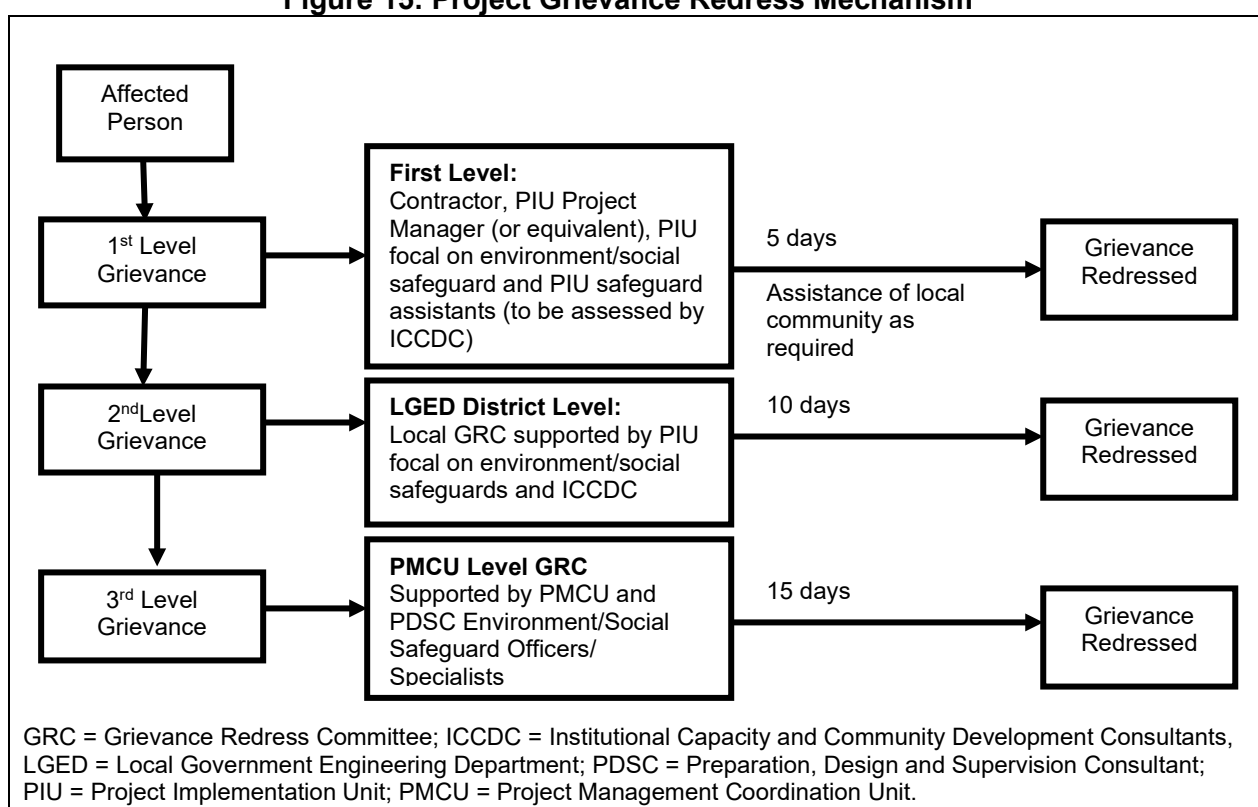 Figure 15: Project Grievance Redress Mechanism
Affected
Person
1st Level
Grievance
First Level:
Contractor, PIU Project
Manager (or equivalent), PIU
focal on environment/social
safeguard and PIU safeguard
assistants (to be assessed by
ICCDC)
5 days
Assistance of local
community as
required
Grievance
Redressed
2ndLevel
Grievance
LGED District Level:
Local GRC supported by PIU
focal on environment/social
safeguards and ICCDC
10 days
Grievance
Redressed
3rd Level
Grievance
PMCU Level GRC
Supported by PMCU and
PDSC Environment/Social
Safeguard Officers/
Specialists
15 days
Grievance
Redressed
GRC = Grievance Redress Committee; ICCDC = Institutional Capacity and Community Development Consultants,
LGED = Local Government Engineering Department; PDSC = Preparation, Design and Supervision Consultant;
PIU = Project Implementation Unit; PMCU = Project Management Coordination Unit.